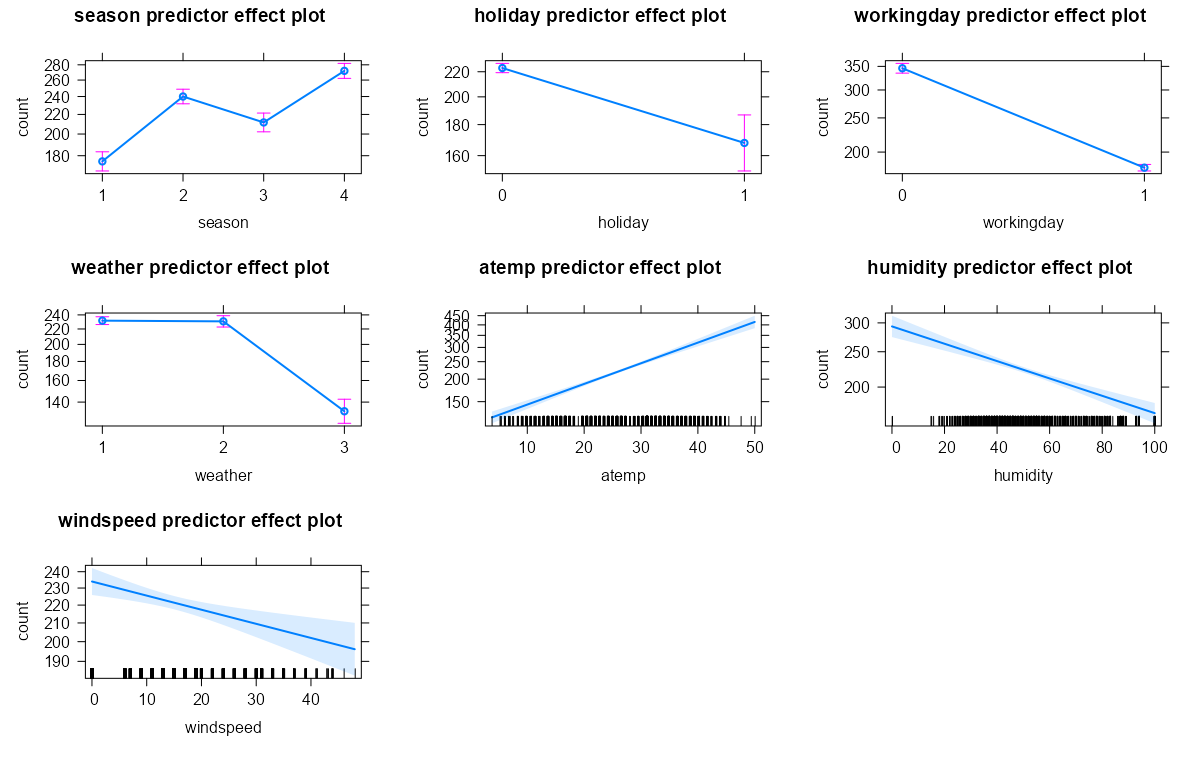 season predictor effect plot
count
280
260
240
220
200
180
1 2 3 4
season
holiday predictor effect plot
count
220
200
180
160
0 1
holiday
workingday predictor effect plot
count
350
300
250
200
0 1
workingday
weather predictor effect plot
count
240
220
200
180
160
140
1 2 3
weather
atemp predictor effect plot
count
450
400
350
300
250
200
150
10 20 30 40 50
atemp
humidity predictor effect plot
count
300
250
200
0 20 40 60 80 100
humidity
windspeed predictor effect plot
count
240
230
220
210
200
190
0 10 20 30 40
windspeed